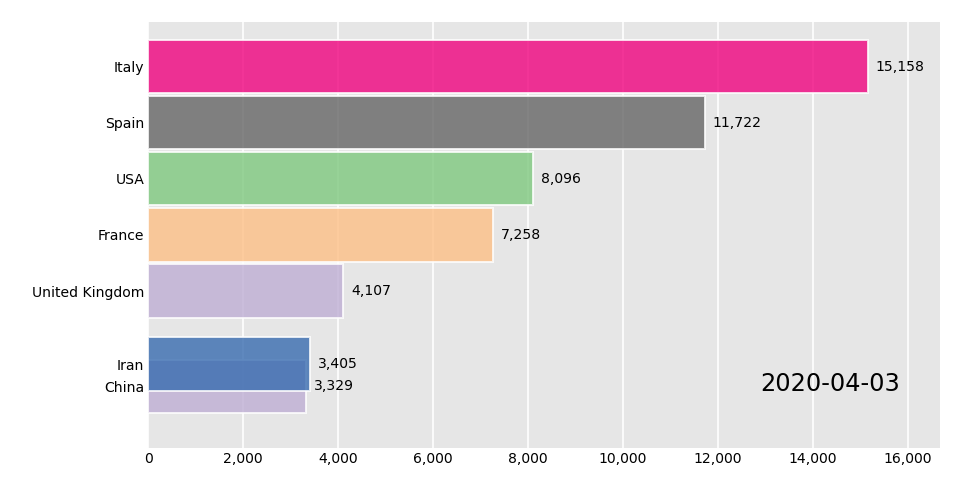 Italy 15,158
Spain 11,722
USA 8,096
France 7,258
United Kingdom 4,107
Iran 3,405
China 3,329
2020-04-03
0 2,000 4,000 6,000 8,000 10,000 12,000 14,000 16,000